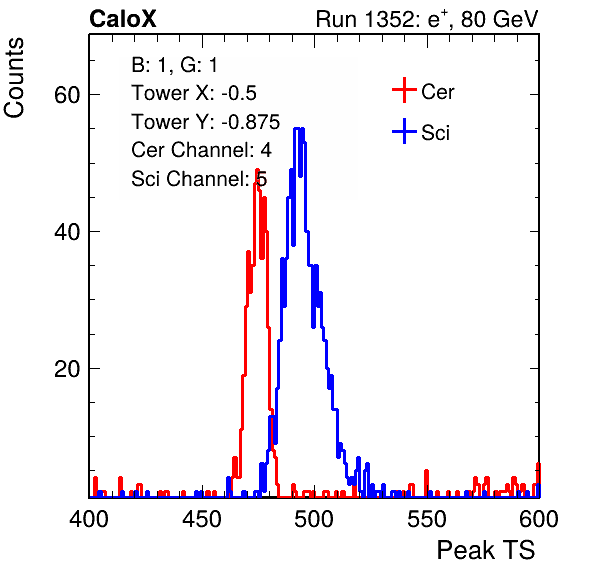 CaloX Run 1352: e⁺, 80 GeV
Counts
B: 1, G: 1
Tower X: -0.5
Tower Y: -0.875
Cer Channel: 4
Sci Channel: 5
Cer
Sci
60
40
20
400 450 500 550 600
Peak TS